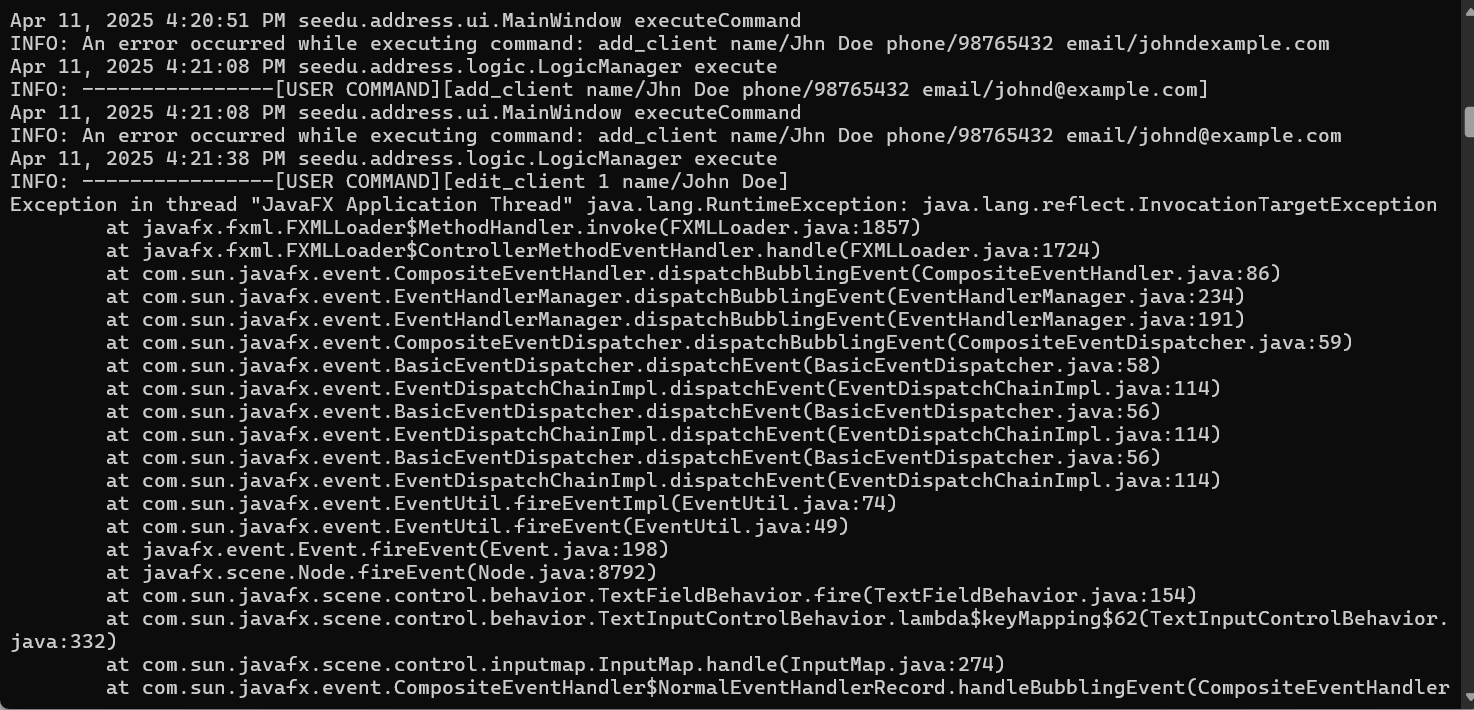 Apr 11, 2025 4:20:51 PM seedu.address.ui.MainWindow executeCommand
INFO: An error occurred while executing command: add_client name/Jhn Doe phone/98765432 email/johndexample.com
Apr 11, 2025 4:21:08 PM seedu.address.logic.LogicManager execute
INFO: ----------------[USER COMMAND][add_client name/Jhn Doe phone/98765432 email/johnd@example.com]
Apr 11, 2025 4:21:08 PM seedu.address.ui.MainWindow executeCommand
INFO: An error occurred while executing command: add_client name/Jhn Doe phone/98765432 email/johnd@example.com
Apr 11, 2025 4:21:38 PM seedu.address.logic.LogicManager execute
INFO: ----------------[USER COMMAND][edit_client 1 name/John Doe]
Exception in thread "JavaFX Application Thread" java.lang.RuntimeException: java.lang.reflect.InvocationTargetException
        at javafx.fxml.FXMLLoader$MethodHandler.invoke(FXMLLoader.java:1857)
        at javafx.fxml.FXMLLoader$ControllerMethodEventHandler.handle(FXMLLoader.java:1724)
        at com.sun.javafx.event.CompositeEventHandler.dispatchBubblingEvent(CompositeEventHandler.java:86)
        at com.sun.javafx.event.EventHandlerManager.dispatchBubblingEvent(EventHandlerManager.java:234)
        at com.sun.javafx.event.EventHandlerManager.dispatchBubblingEvent(EventHandlerManager.java:191)
        at com.sun.javafx.event.CompositeEventDispatcher.dispatchBubblingEvent(CompositeEventDispatcher.java:59)
        at com.sun.javafx.event.BasicEventDispatcher.dispatchEvent(BasicEventDispatcher.java:58)
        at com.sun.javafx.event.EventDispatchChainImpl.dispatchEvent(EventDispatchChainImpl.java:114)
        at com.sun.javafx.event.BasicEventDispatcher.dispatchEvent(BasicEventDispatcher.java:56)
        at com.sun.javafx.event.EventDispatchChainImpl.dispatchEvent(EventDispatchChainImpl.java:114)
        at com.sun.javafx.event.BasicEventDispatcher.dispatchEvent(BasicEventDispatcher.java:56)
        at com.sun.javafx.event.EventDispatchChainImpl.dispatchEvent(EventDispatchChainImpl.java:114)
        at com.sun.javafx.event.EventUtil.fireEventImpl(EventUtil.java:74)
        at com.sun.javafx.event.EventUtil.fireEvent(EventUtil.java:49)
        at javafx.event.Event.fireEvent(Event.java:198)
        at javafx.scene.Node.fireEvent(Node.java:8792)
        at com.sun.javafx.scene.control.behavior.TextFieldBehavior.fire(TextFieldBehavior.java:154)
        at com.sun.javafx.scene.control.behavior.TextInputControlBehavior.lambda$keyMapping$62(TextInputControlBehavior.
java:332)
        at com.sun.javafx.scene.control.inputmap.InputMap.handle(InputMap.java:274)
        at com.sun.javafx.event.CompositeEventHandler$NormalEventHandlerRecord.handleBubblingEvent(CompositeEventHandler